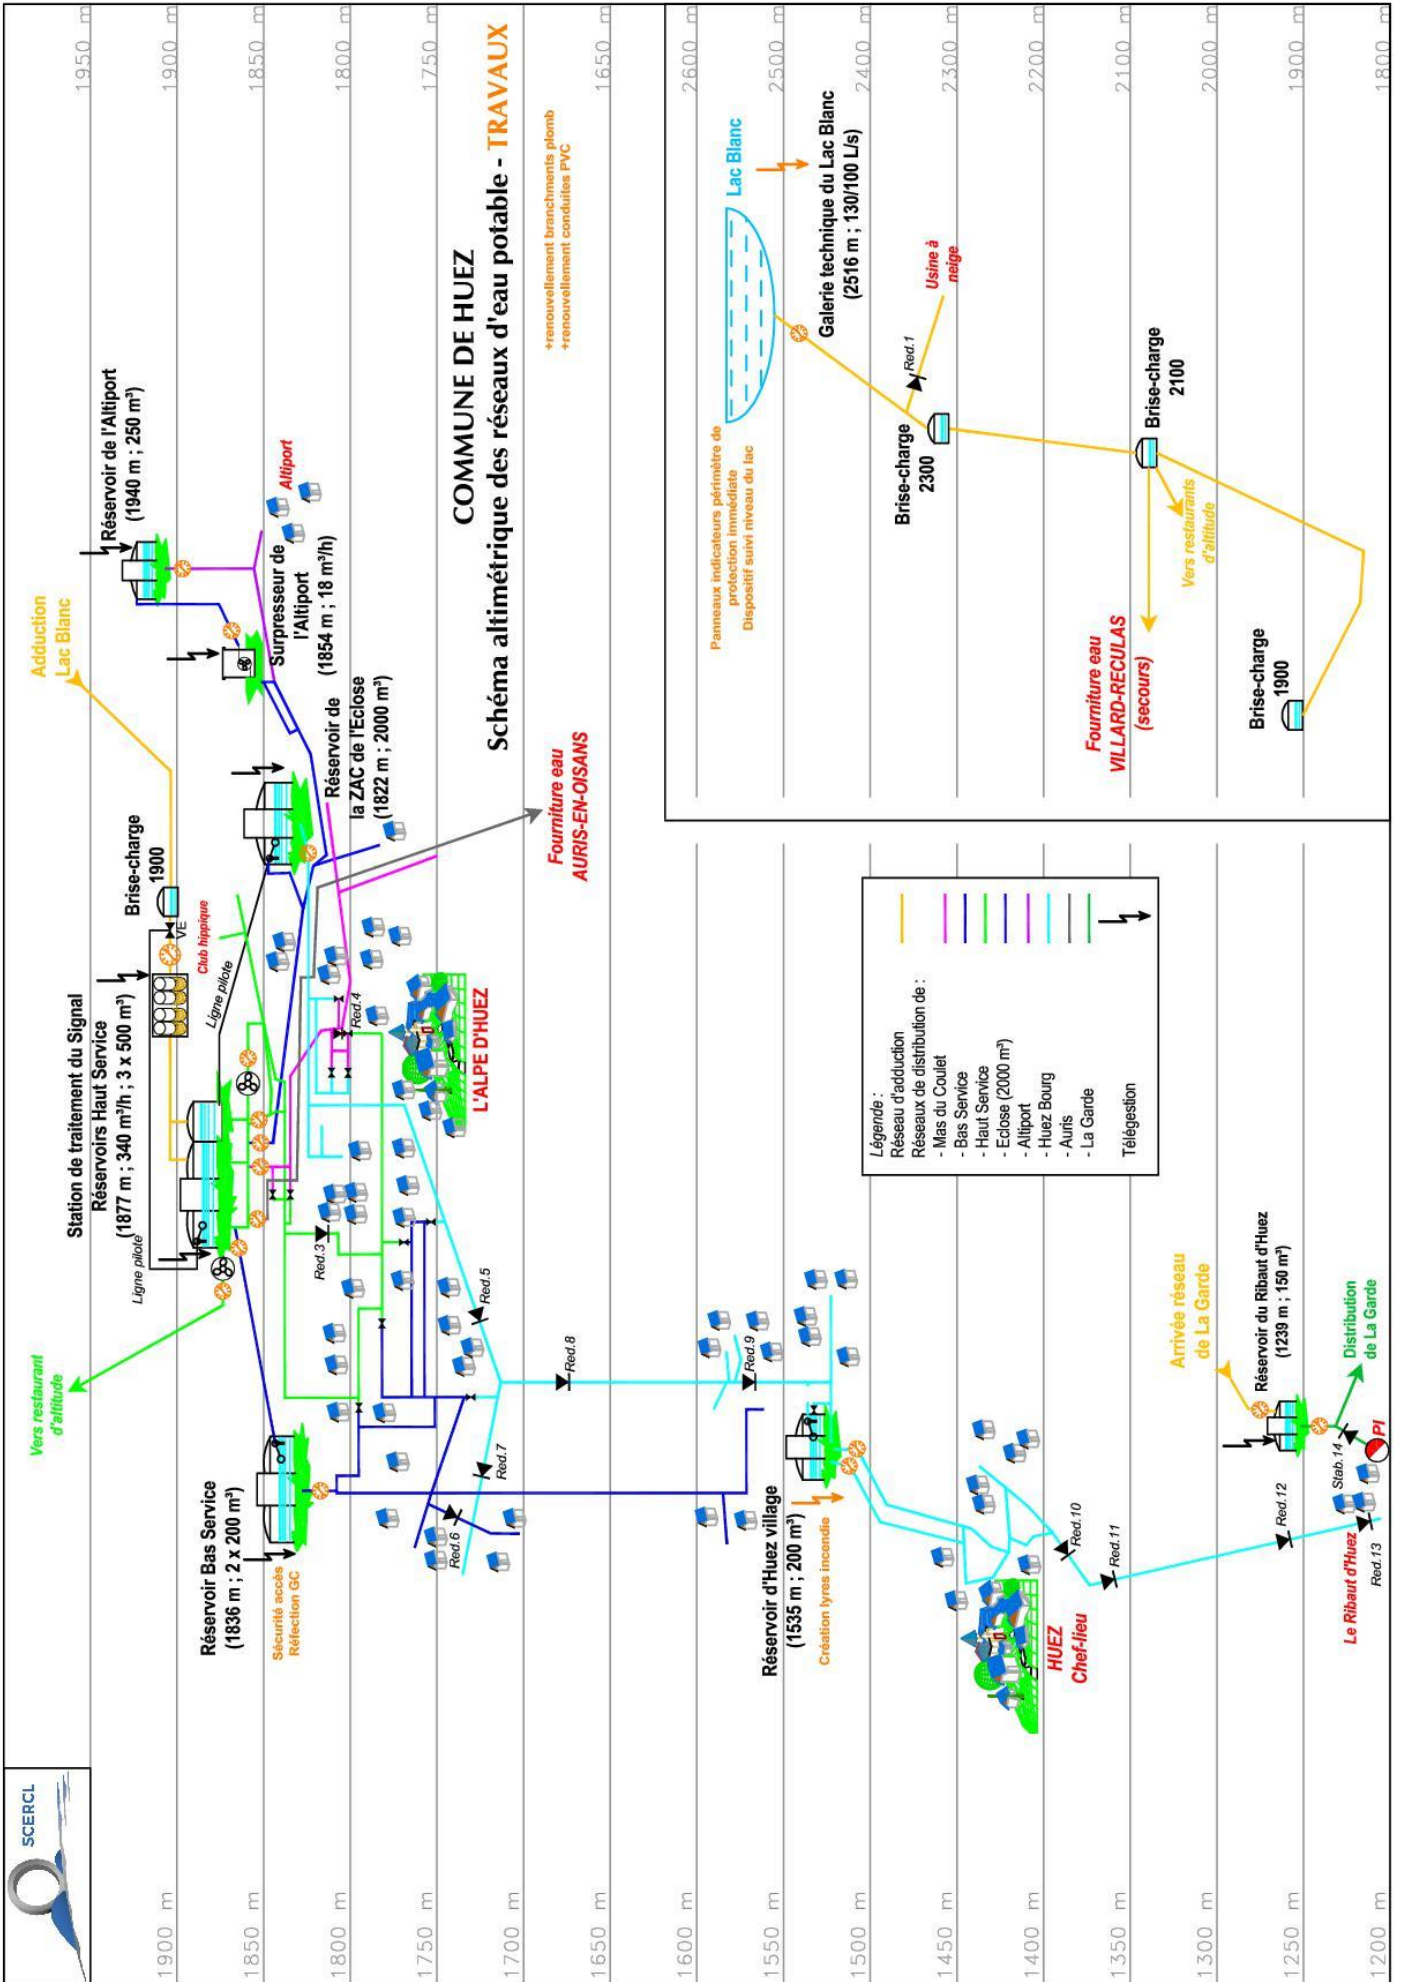 SCERCL
COMMUNE DE HUEZ
Schéma altimétrique des réseaux d'eau potable - TRAVAUX
+renouvellement branchments plomb
+renouvellement conduites PVC
1950 m
1900 m
1850 m
1800 m
1750 m
1650 m
1900 m
1850 m
1800 m
1750 m
1700 m
1650 m
1600 m
1550 m
1500 m
1450 m
1400 m
1350 m
1300 m
1250 m
1200 m
Vers restaurant
d'altitude
Station de traitement du Signal
Réservoirs Haut Service
(1877 m ; 340 m³/h ; 3 x 500 m³)
Ligne pilote
Ligne pilote
Brise-charge
1900
VE
Club hippique
Adduction
Lac Blanc
Réservoir de l'Altiport
(1940 m ; 250 m³)
Altiport
Surpresseur de
l'Altiport
(1854 m ; 18 m³/h)
Réservoir de
la ZAC de l'Eclose
(1822 m ; 2000 m³)
Fourniture eau
AURIS-EN-OISANS
Réservoir Bas Service
(1836 m ; 2 x 200 m³)
Sécurité accès
Réfection GC
Red.3
Red.4
L'ALPE D'HUEZ
Red.5
Red.6
Red.7
Red.8
Red.9
Réservoir d'Huez village
(1535 m ; 200 m³)
Création lyres incendie
HUEZ
Chef-lieu
Red.10
Red.11
Red.12
Red.13
Le Ribaut d'Huez
Stab.14
PI
Arrivée réseau
de La Garde
Réservoir du Ribaut d'Huez
(1239 m ; 150 m³)
Distribution
de La Garde
Légende :
Réseau d'adduction
Réseaux de distribution de :
- Mas du Coulet
- Bas Service
- Haut Service
- Eclose (2000 m³)
- Altiport
- Huez Bourg
- Auris
- La Garde
Télégestion
2600 m
2500 m
2400 m
2300 m
2200 m
2100 m
2000 m
1900 m
1800 m
Lac Blanc
Panneaux indicateurs périmètre de
protection immédiate
Dispositif suivi niveau du lac
Galerie technique du Lac Blanc
(2516 m ; 130/100 L/s)
Red.1
Usine à
neige
Brise-charge
2300
Brise-charge
2100
Vers restaurants
d'altitude
Fourniture eau
VILLARD-RECULAS
(secours)
Brise-charge
1900